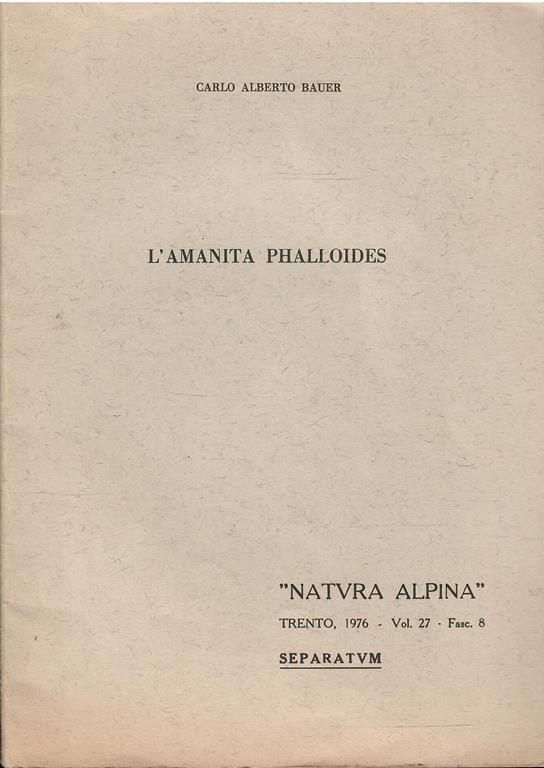 CARLO ALBERTO BAUER
L'AMANITA PHALLOIDES
"NATVRA ALPINA"
TRENTO, 1976 - Vol. 27 - Fasc. 8
SEPARATVM